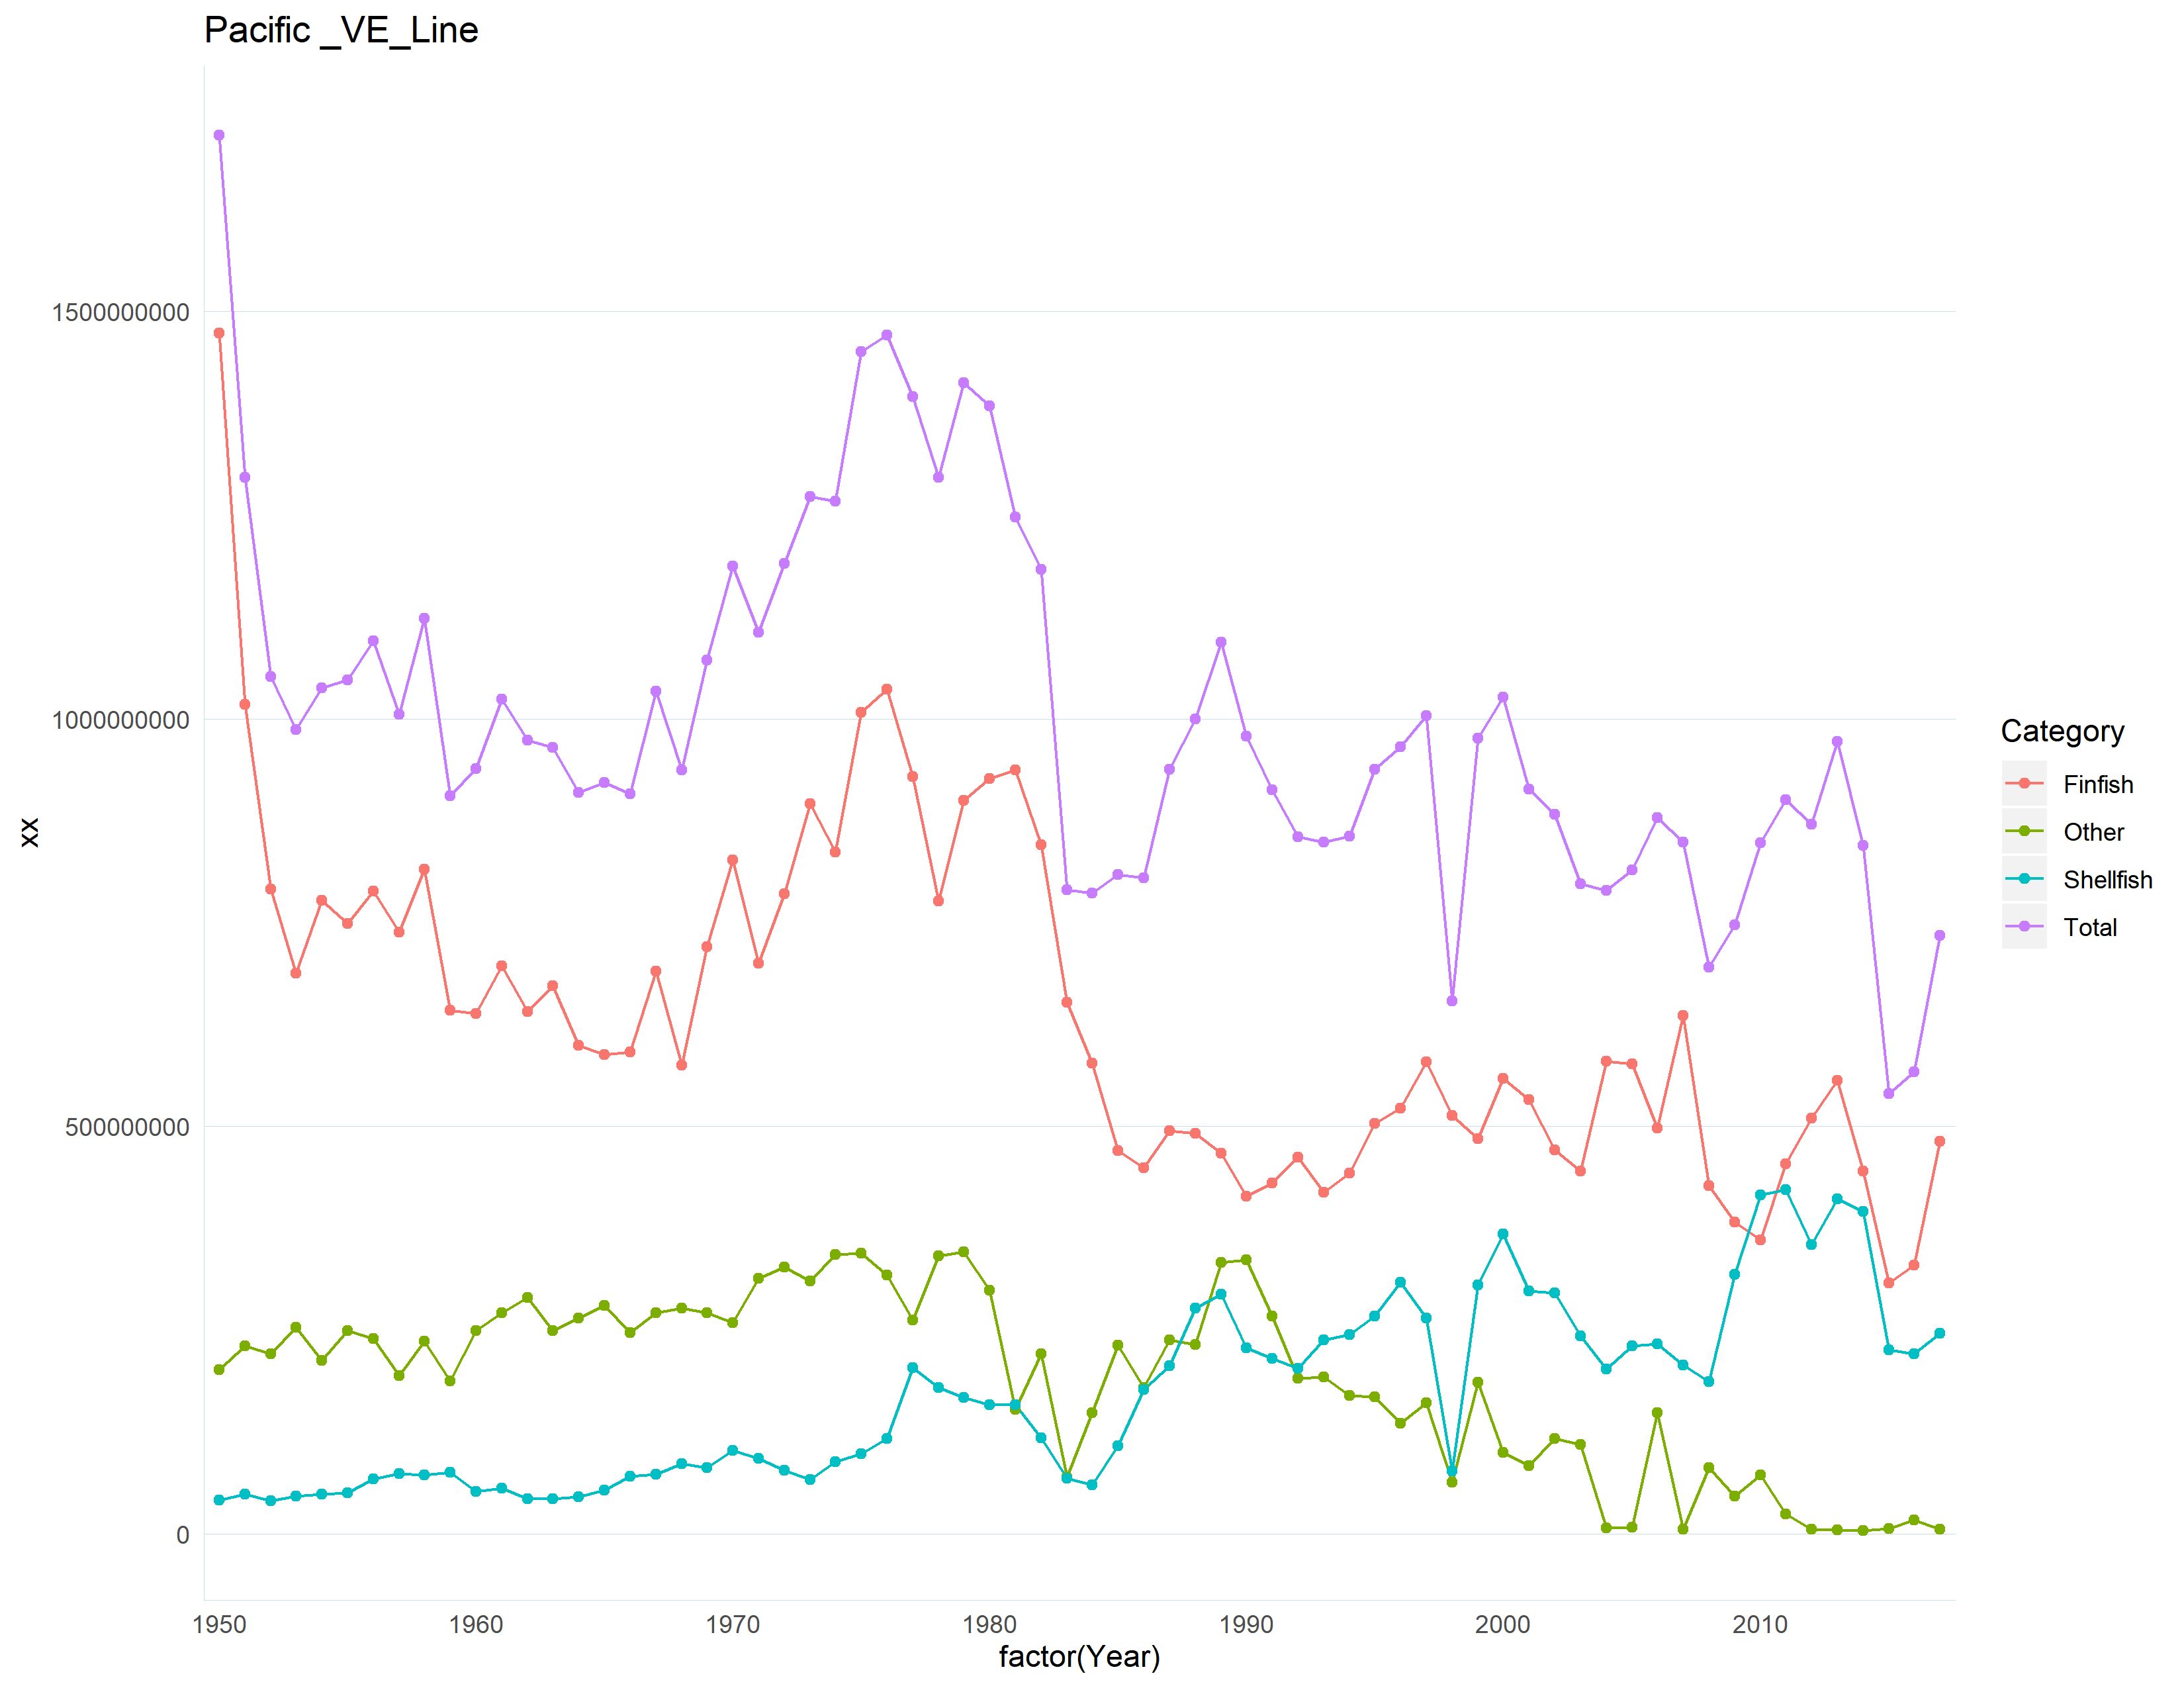 Pacific _VE_Line
1500000000
1000000000
500000000
0
xx
1950 1960 1970 1980 1990 2000 2010
factor(Year)
Category
Finfish
Other
Shellfish
Total